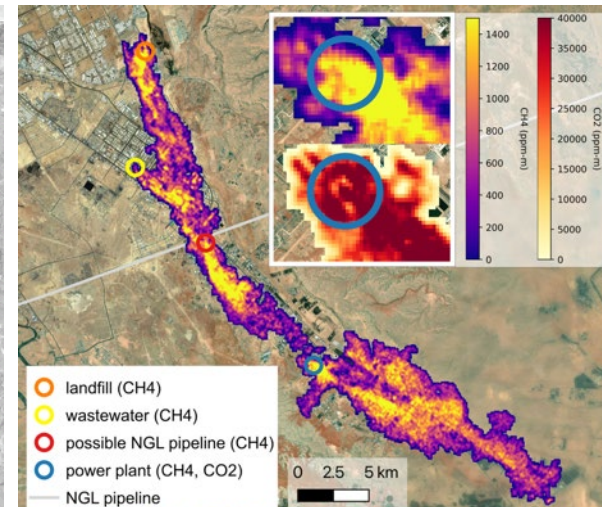 1400
1200
1000
800
600
400
200
0
CH4 (ppm-m)
40000
35000
30000
25000
20000
15000
10000
5000
0
CO2 (ppm-m)
landfill (CH4)
wastewater (CH4)
possible NGL pipeline (CH4)
power plant (CH4, CO2)
NGL pipeline
0 2.5 5 km